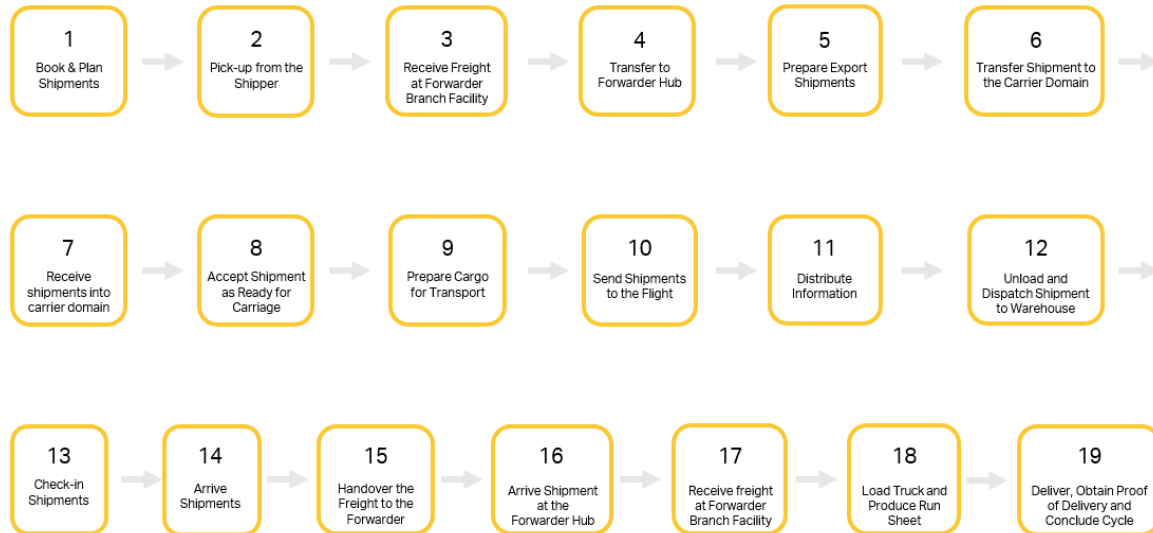 1
Book & Plan
Shipments
2
Pick-up from the
Shipper
3
Receive Freight
at Forwarder
Branch Facility
4
Transfer to
Forwarder Hub
5
Prepare Export
Shipments
6
Transfer Shipment to
the Carrier Domain
7
Receive
shipments into
carrier domain
8
Accept Shipment
as Ready for
Carriage
9
Prepare Cargo
for Transport
10
Send Shipments
to the Flight
11
Distribute
Information
12
Unload and
Dispatch Shipment
to Warehouse
13
Check-in
Shipments
14
Arrive
Shipments
15
Handover the
Freight to the
Forwarder
16
Arrive Shipment
at the
Forwarder Hub
17
Receive freight
at Forwarder
Branch Facility
18
Load Truck and
Produce Run
Sheet
19
Deliver, Obtain Proof
of Delivery and
Conclude Cycle